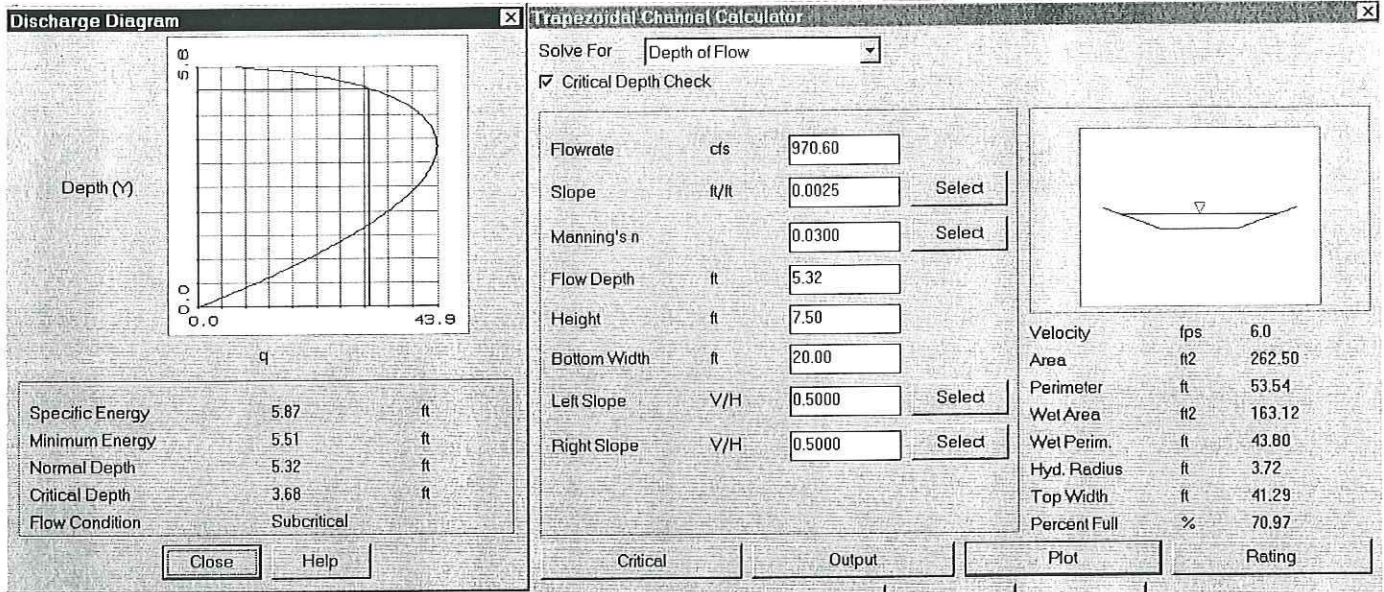 Discharge Diagram
5.8
Depth (Y)
0.0
0.0 43.9
q
Specific Energy 5.87 ft
Minimum Energy 5.51 ft
Normal Depth 5.32 ft
Critical Depth 3.68 ft
Flow Condition Subcritical
Close Help
Trapezoidal Channel Calculator
Solve For Depth of Flow
Critical Depth Check
Flowrate cfs 970.60
Slope ft/ft 0.0025 Select
Manning's n 0.0300 Select
Flow Depth ft 5.32
Height ft 7.50
Bottom Width ft 20.00
Left Slope V/H 0.5000 Select
Right Slope V/H 0.5000 Select
Velocity fps 6.0
Area ft2 262.50
Perimeter ft 53.54
Wet Area ft2 163.12
Wet Perim. ft 43.80
Hyd. Radius ft 3.72
Top Width ft 41.29
Percent Full % 70.97
Critical Output Plot Rating